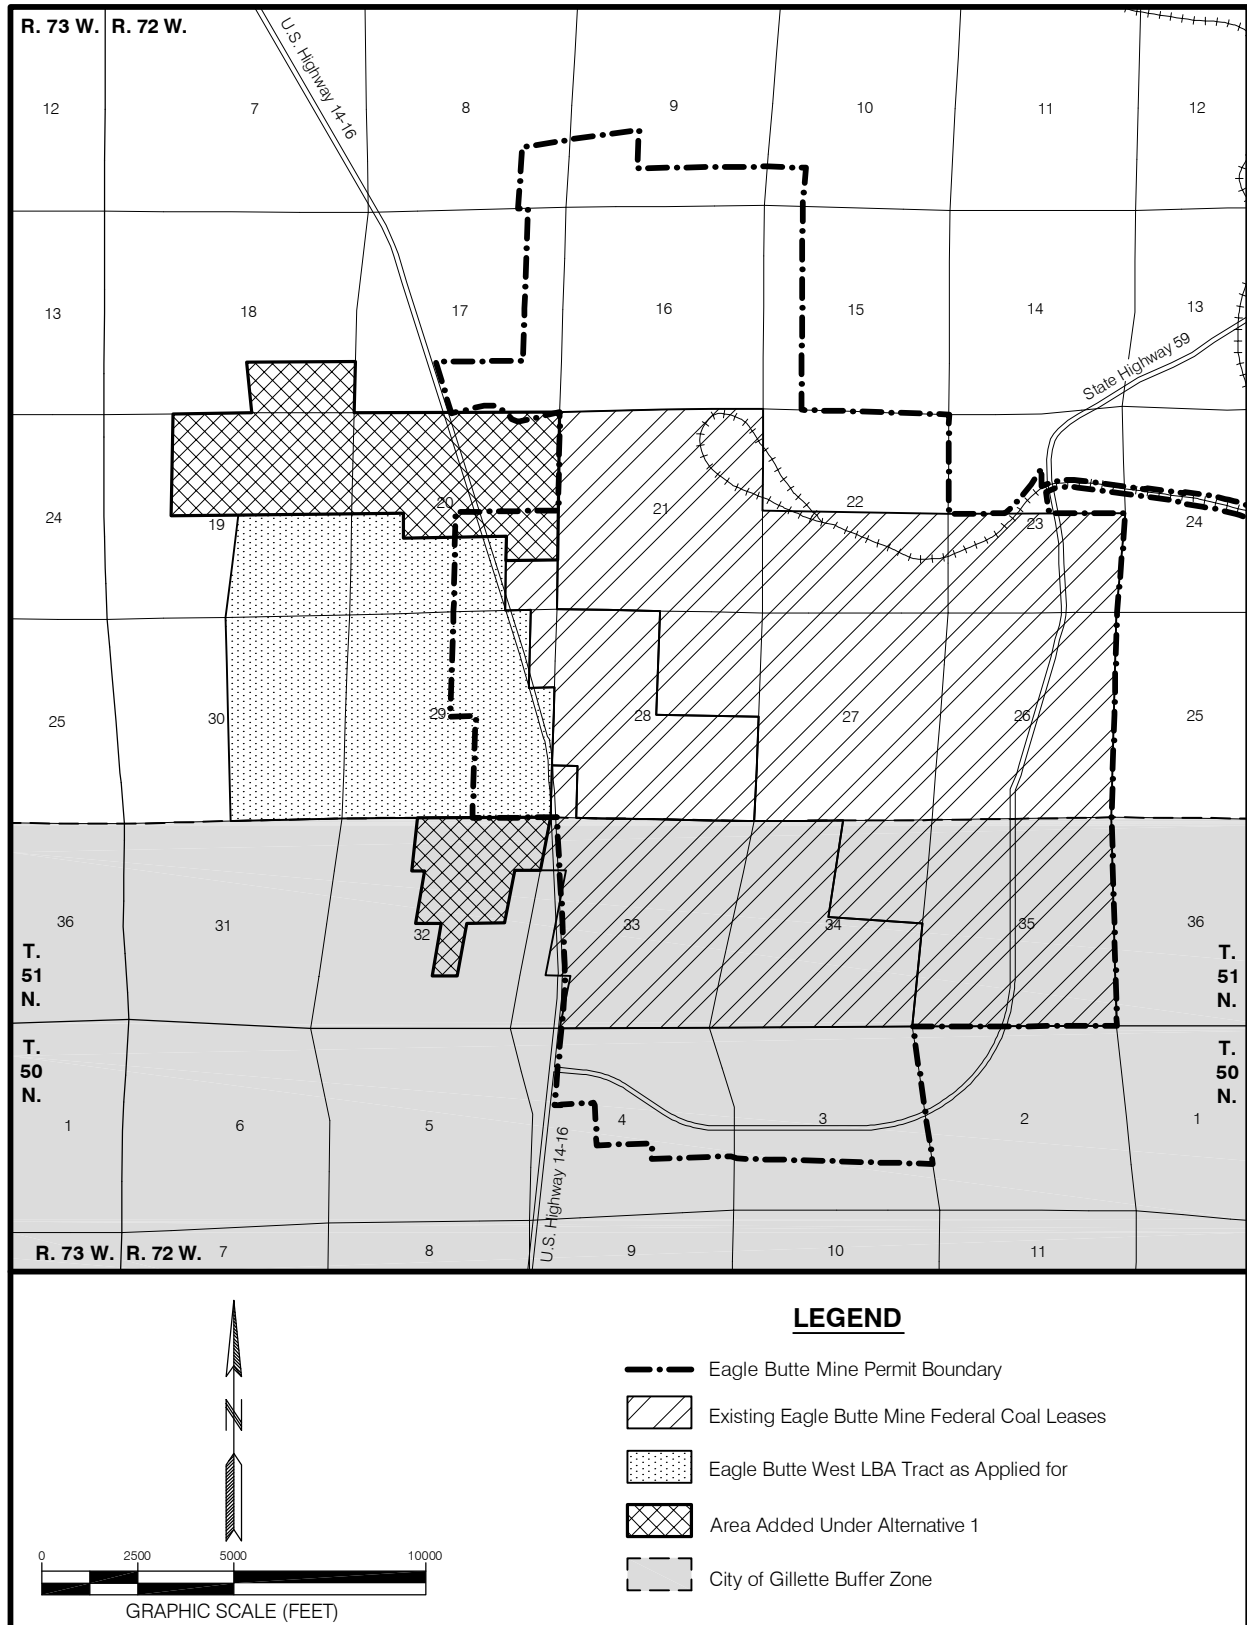 R. 73 W. R. 72 W.
U.S. Highway 14-16
12 7 8 9 10 11 12
13 18 17 16 15 14 13
State Highway 59
24 19 20 21 22 23 24
25 30 29 28 27 26 25
36 31 32 33 34 35 36
T. T.
51 51
N. N.
T. T.
50 50
N. N.
1 6 5 4 3 2 1
U.S. Highway 14-16
R. 73 W. R. 72 W. 7 8 9 10 11
LEGEND
Eagle Butte Mine Permit Boundary
Existing Eagle Butte Mine Federal Coal Leases
Eagle Butte West LBA Tract as Applied for
Area Added Under Alternative 1
City of Gillette Buffer Zone
N
0 2500 5000 10000
GRAPHIC SCALE (FEET)